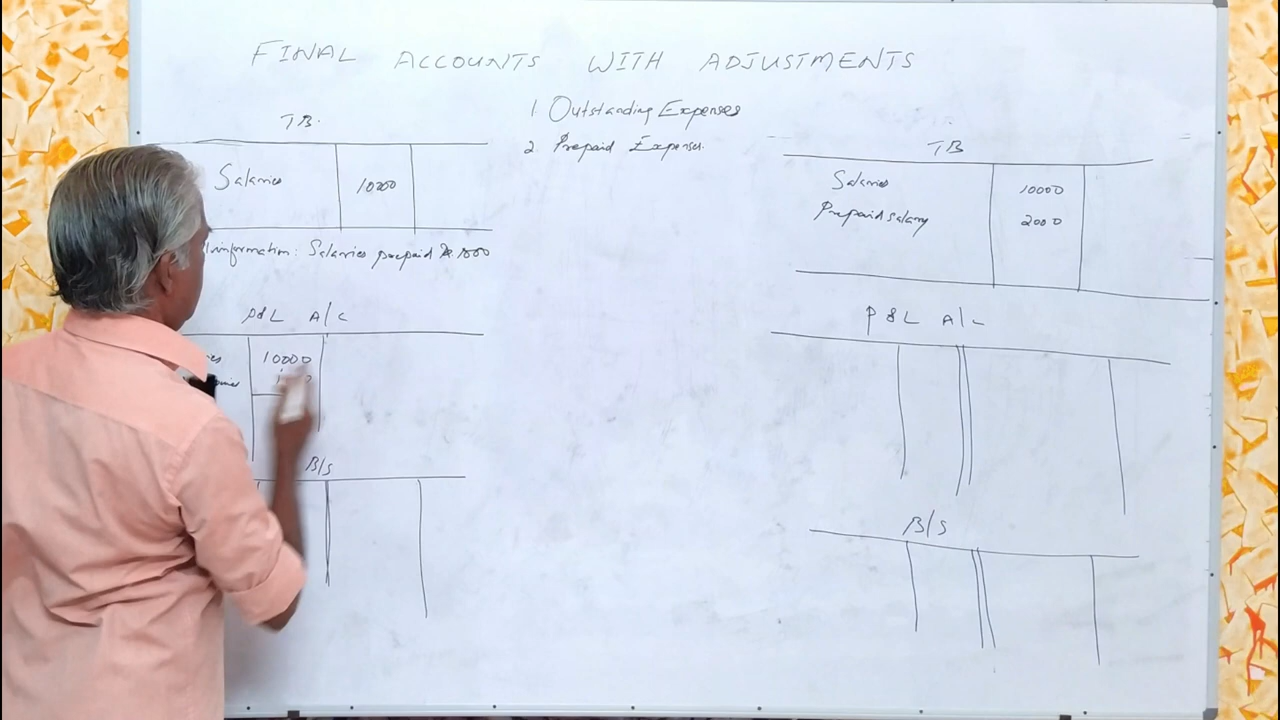 FINAL ACCOUNTS WITH ADJUSTMENTS
1 Outstanding Expenses
2 Prepaid Expenses.
TB.
Salaries 10000
information: Salaries prepaid 1000
P&L A/C
10000
B/S
TB
Salaries 10000
Prepaid salary 2000
P&L A/C
B/S